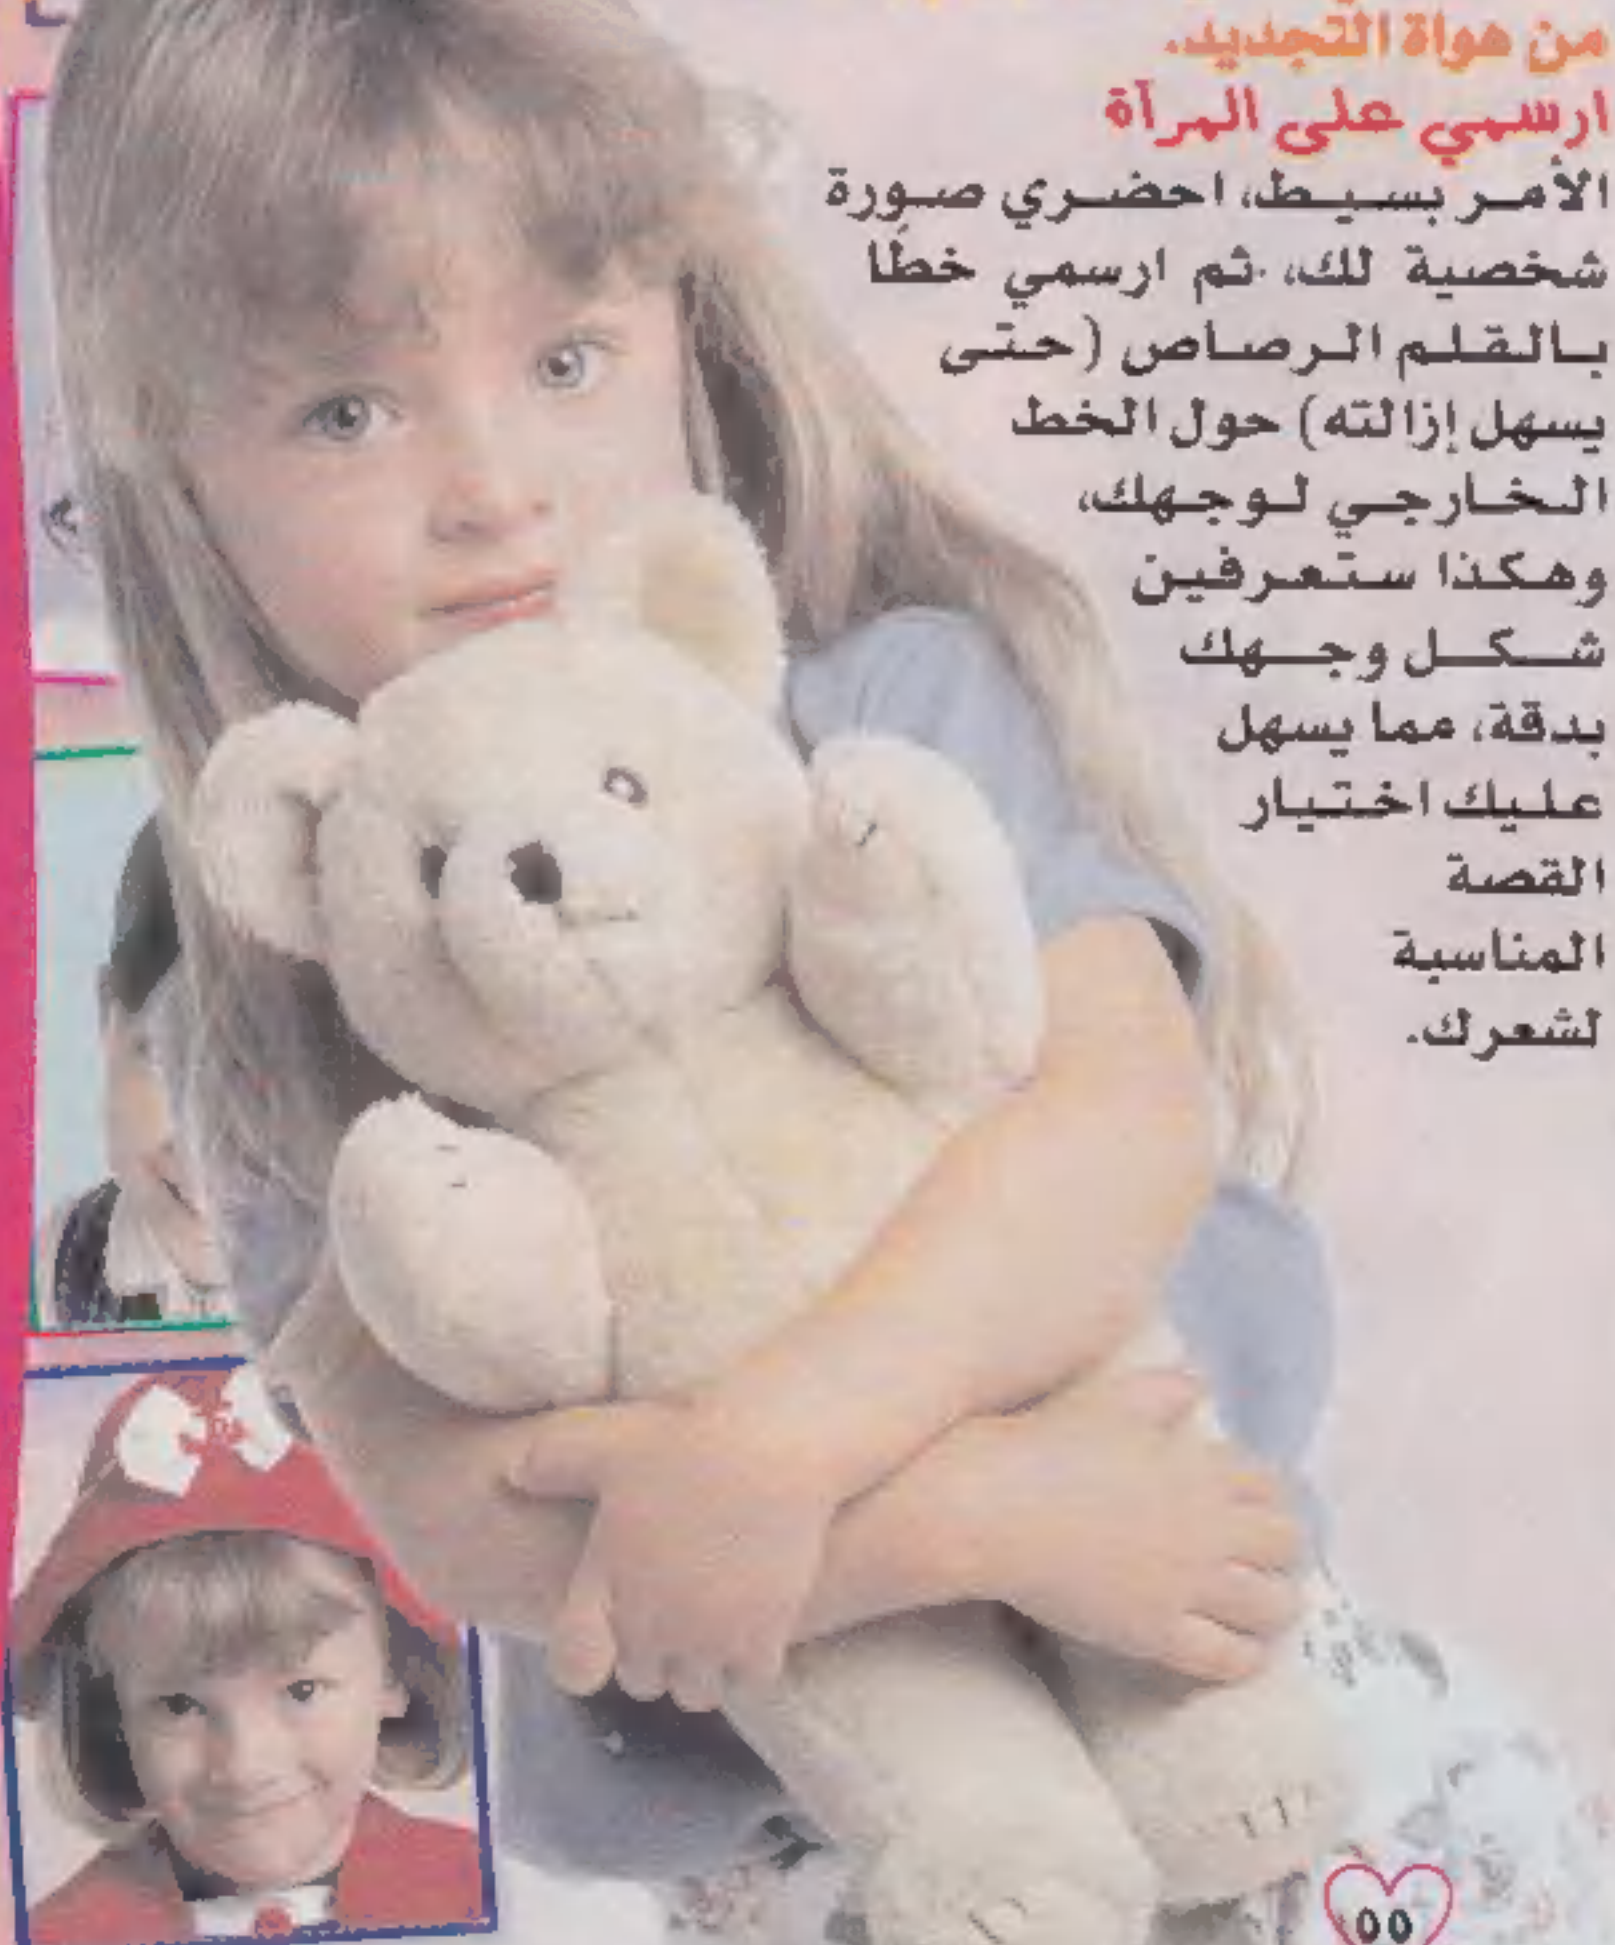 من هواة التجديد.
ارسمي على المرآة
الأمر بسيط، احضري صورة
شخصية لك، ثم ارسمي خطًا
بالقلم الرصاص (حتى
يسهل إزالته) حول الخط
الخارجي لوجهك،
وهكذا ستعرفين
شكل وجهك
بدقة، مما يسهل
عليك اختيار
القصة
المناسبة
لشعرك.
٥٥